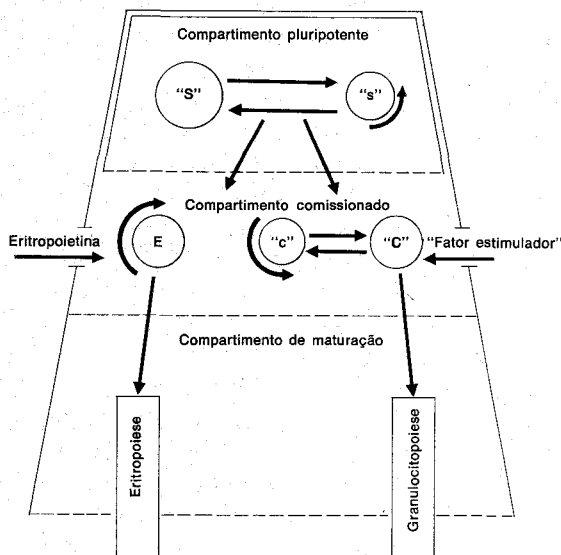 Compartimento pluripotente
"S"
"s"
Compartimento comissionado
Eritropoietina
E
"c"
"C"
"Fator estimulador"
Compartimento de maturação
Eritropoiese
Granulocitopoiese